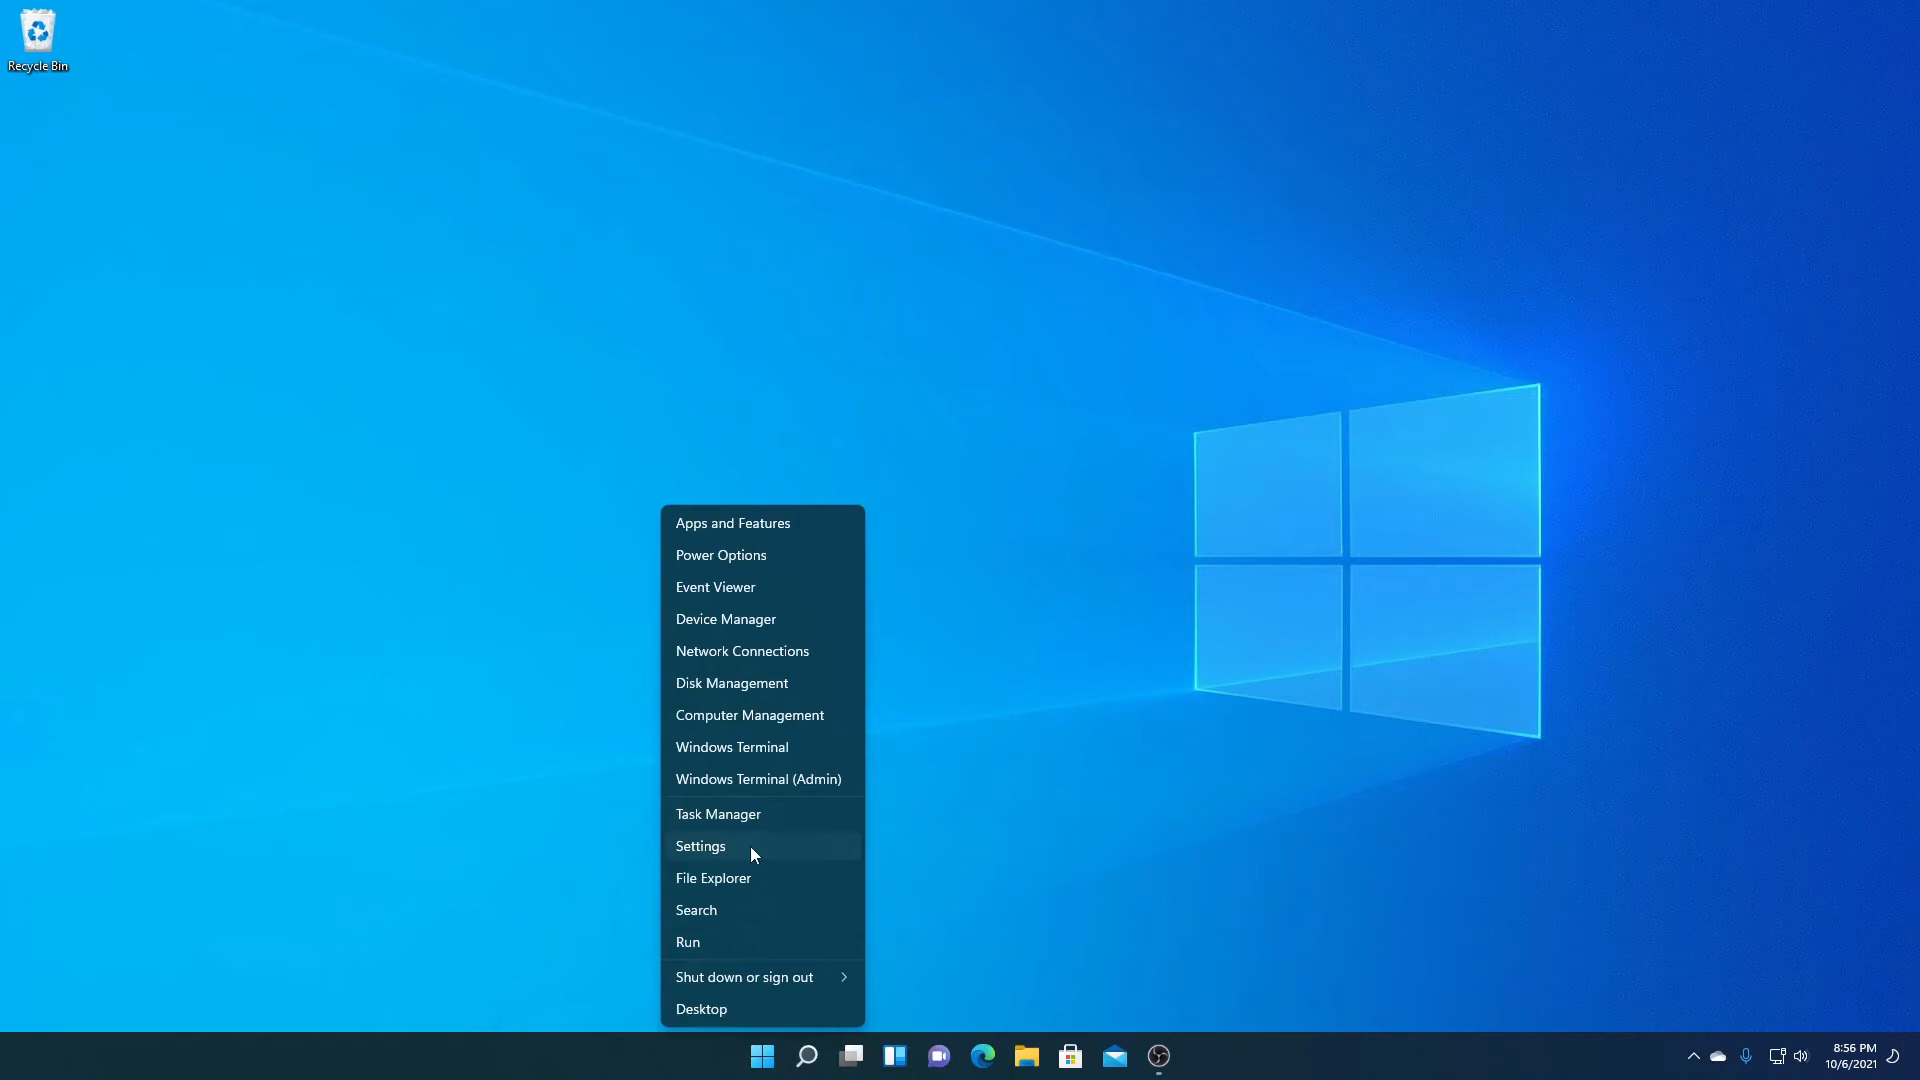 Recycle Bin
Apps and Features
Power Options
Event Viewer
Device Manager
Network Connections
Disk Management
Computer Management
Windows Terminal
Windows Terminal (Admin)
Task Manager
Settings
File Explorer
Search
Run
Shut down or sign out
Desktop
8:56 PM
10/6/2021